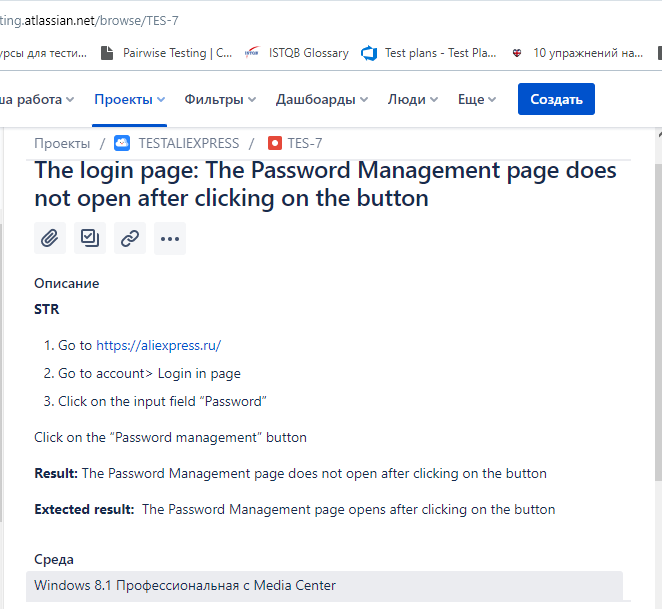 ting.atlassian.net/browse/TES-7
урсы для тести... Pairwise Testing | C... ISTQB Glossary Test plans - Test Pla... 10 упражнений на...
ша работа Проекты Фильтры Дашбоарды Люди Еще Создать
Проекты / TESTALIEXPRESS / TES-7
The login page: The Password Management page does
not open after clicking on the button
Описание
STR
1. Go to https://aliexpress.ru/
2. Go to account> Login in page
3. Click on the input field “Password”
Click on the “Password management” button
Result: The Password Management page does not open after clicking on the button
Extected result: The Password Management page opens after clicking on the button
Среда
Windows 8.1 Профессиональная с Media Center